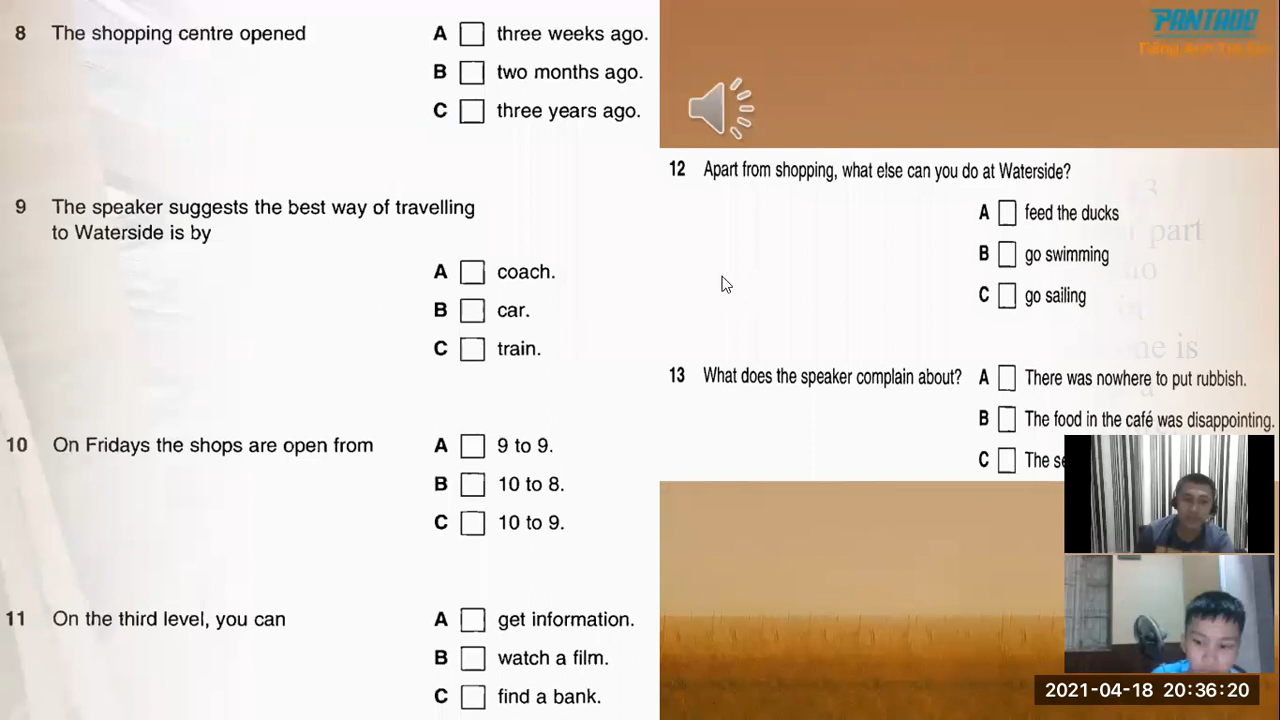 8 The shopping centre opened
A three weeks ago.
B two months ago.
C three years ago.
9 The speaker suggests the best way of travelling
to Waterside is by
A coach.
B car.
C train.
10 On Fridays the shops are open from
A 9 to 9.
B 10 to 8.
C 10 to 9.
11 On the third level, you can
A get information.
B watch a film.
C find a bank.
PANTADO
12 Apart from shopping, what else can you do at Waterside?
A feed the ducks
B go swimming
C go sailing
13 What does the speaker complain about?
A There was nowhere to put rubbish.
B The food in the café was disappointing.
C The
part
2021-04-18 20:36:20